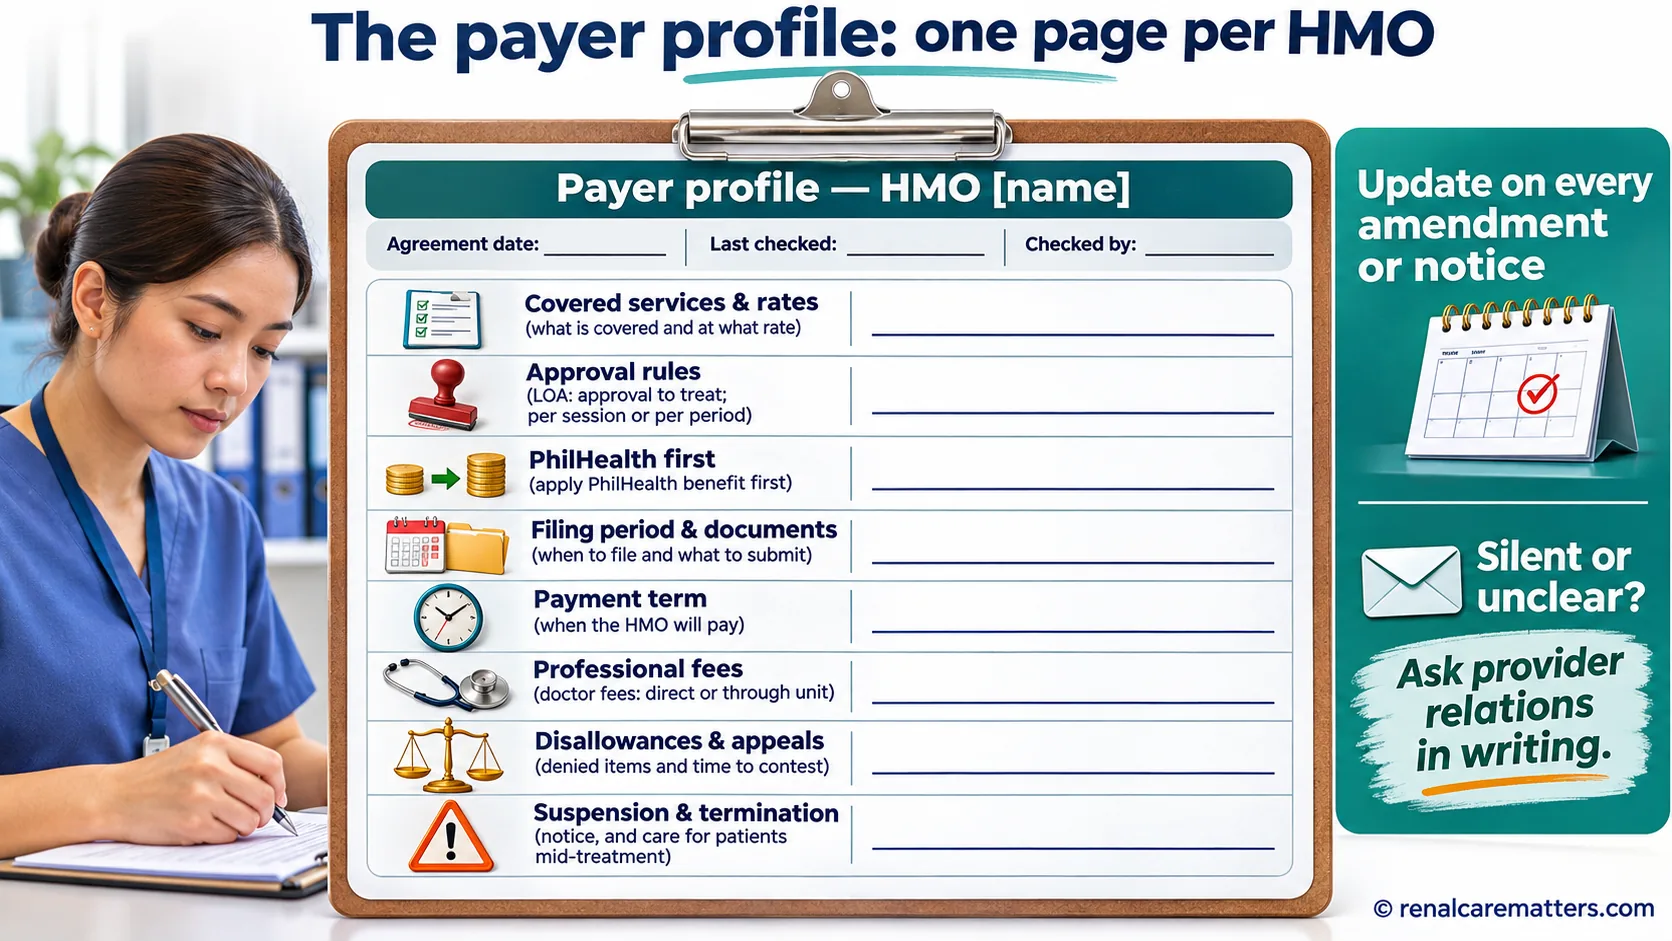 The payer profile: one page per HMO
Payer profile — HMO [name]
Agreement date: __________
Last checked: __________
Checked by: __________
Covered services & rates
(what is covered and at what rate)
Approval rules
(LOA: approval to treat;
per session or per period)
PhilHealth first
(apply PhilHealth benefit first)
Filing period & documents
(when to file and what to submit)
Payment term
(when the HMO will pay)
Professional fees
(doctor fees: direct or through unit)
Disallowances & appeals
(denied items and time to contest)
Suspension & termination
(notice, and care for patients
mid-treatment)
Update on every
amendment
or notice
Silent or
unclear?
Ask provider
relations
in writing.
© renalcarematters.com